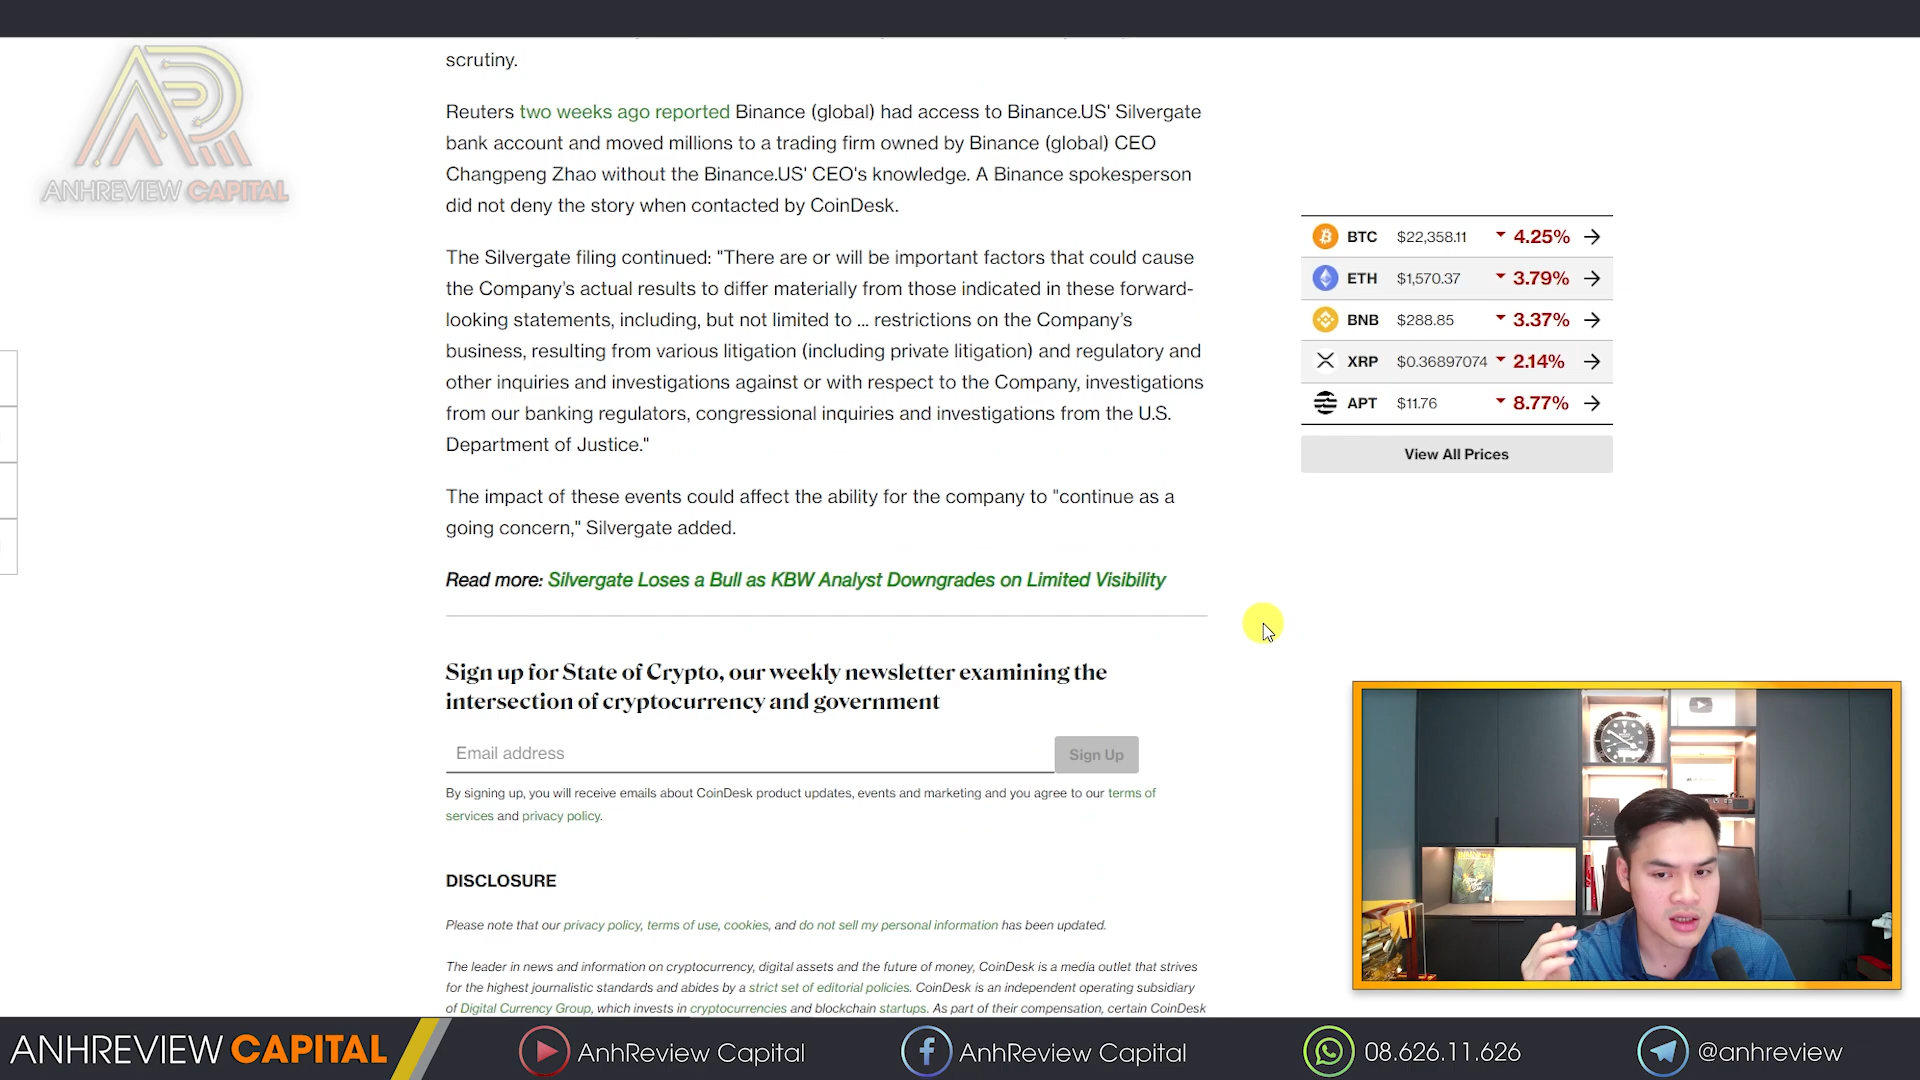 ANHREVIEW CAPITAL
scrutiny.
Reuters two weeks ago reported Binance (global) had access to Binance.US' Silvergate
bank account and moved millions to a trading firm owned by Binance (global) CEO
Changpeng Zhao without the Binance.US' CEO's knowledge. A Binance spokesperson
did not deny the story when contacted by CoinDesk.
The Silvergate filing continued: "There are or will be important factors that could cause
the Company's actual results to differ materially from those indicated in these forward-
looking statements, including, but not limited to ... restrictions on the Company's
business, resulting from various litigation (including private litigation) and regulatory and
other inquiries and investigations against or with respect to the Company, investigations
from our banking regulators, congressional inquiries and investigations from the U.S.
Department of Justice."
The impact of these events could affect the ability for the company to "continue as a
going concern," Silvergate added.
Read more: Silvergate Loses a Bull as KBW Analyst Downgrades on Limited Visibility
BTC $22,358.11 4.25%
ETH $1,570.37 3.79%
BNB $288.85 3.37%
XRP $0.36897074 2.14%
APT $11.76 8.77%
View All Prices
Sign up for State of Crypto, our weekly newsletter examining the
intersection of cryptocurrency and government
Email address
Sign Up
By signing up, you will receive emails about CoinDesk product updates, events and marketing and you agree to our terms of
services and privacy policy.
DISCLOSURE
Please note that our privacy policy, terms of use, cookies, and do not sell my personal information has been updated.
The leader in news and information on cryptocurrency, digital assets and the future of money, CoinDesk is a media outlet that strives
for the highest journalistic standards and abides by a strict set of editorial policies. CoinDesk is an independent operating subsidiary
of Digital Currency Group, which invests in cryptocurrencies and blockchain startups. As part of their compensation, certain CoinDesk
ANHREVIEW CAPITAL
AnhReview Capital
AnhReview Capital
08.626.11.626
@anhreview